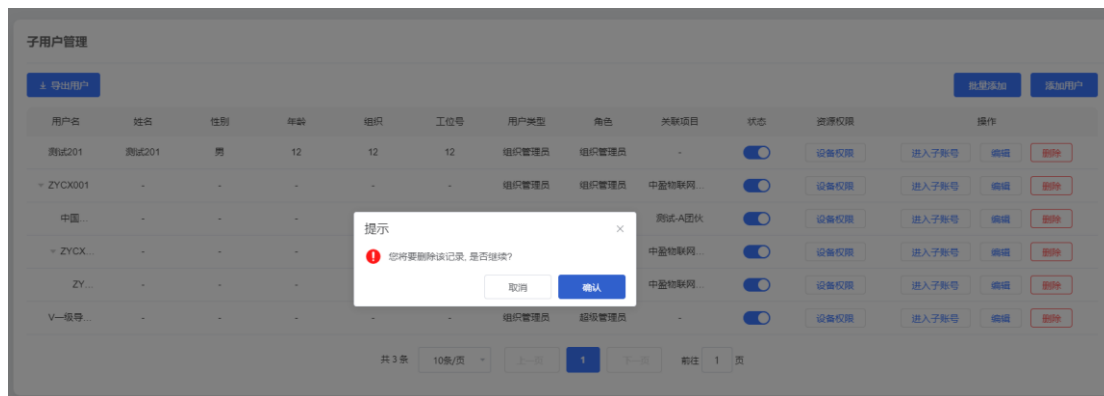 子用户管理
导出用户 批量添加 添加用户
用户名 姓名 性别 年龄 组织 工位号 用户类型 角色 关联项目 状态 资源权限 操作
测试201 测试201 男 12 12 12 组织管理员 组织管理员 - 设备权限 进入子账号 编辑 删除
ZYCX001 - - - - - 组织管理员 组织管理员 中盈物联网... 设备权限 进入子账号 编辑 删除
中国... - - - 测试-A团伙 设备权限 进入子账号 编辑 删除
ZYCX... - - - 中盈物联网... 设备权限 进入子账号 编辑 删除
ZY... - - - 中盈物联网... 设备权限 进入子账号 编辑 删除
V一级导... - - - - - 组织管理员 超级管理员 - 设备权限 进入子账号 编辑 删除
提示
您将要删除该记录, 是否继续?
取消 确认
共 3 条 10条/页 上一页 1 下一页 前往 1 页